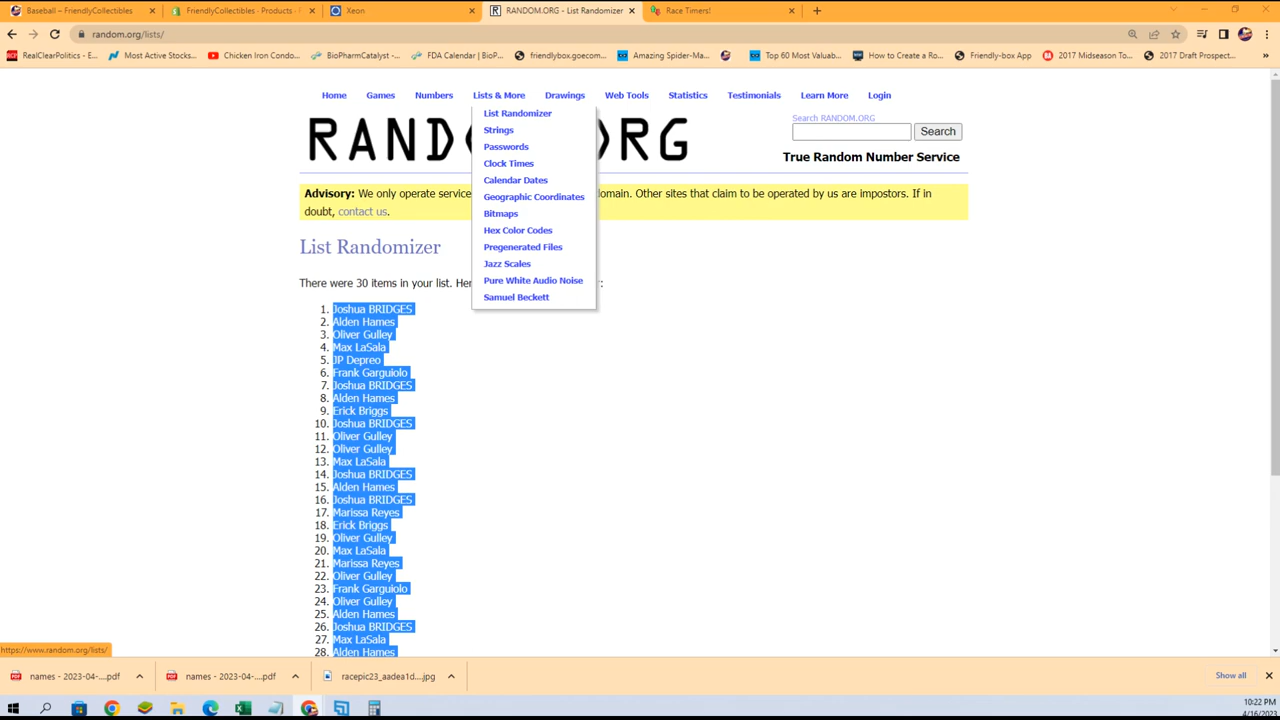 Baseball – FriendlyCollectibles
FriendlyCollectibles · Products ·
Xeon
RANDOM.ORG - List Randomizer
Race Timers!
random.org/lists/
RealClearPolitics - E...
Most Active Stocks...
Chicken Iron Condo...
BioPharmCatalyst -...
FDA Calendar | BioP...
friendlybox.goecom...
Amazing Spider-Ma...
Top 60 Most Valuab...
How to Create a Ro...
Friendly-box App
2017 Midseason To...
2017 Draft Prospect...
Home
Games
Numbers
Lists & More
Drawings
Web Tools
Statistics
Testimonials
Learn More
Login
List Randomizer
Strings
Passwords
Clock Times
Calendar Dates
Geographic Coordinates
Bitmaps
Hex Color Codes
Pregenerated Files
Jazz Scales
Pure White Audio Noise
Samuel Beckett
Search RANDOM.ORG
Search
True Random Number Service
Advisory: We only operate service omain. Other sites that claim to be operated by us are impostors. If in
doubt, contact us.
List Randomizer
There were 30 items in your list. Her :
1. Joshua BRIDGES
2. Alden Hames
3. Oliver Gulley
4. Max LaSala
5. JP Depreo
6. Frank Garguiolo
7. Joshua BRIDGES
8. Alden Hames
9. Erick Briggs
10. Joshua BRIDGES
11. Oliver Gulley
12. Oliver Gulley
13. Max LaSala
14. Joshua BRIDGES
15. Alden Hames
16. Joshua BRIDGES
17. Marissa Reyes
18. Erick Briggs
19. Oliver Gulley
20. Max LaSala
21. Marissa Reyes
22. Oliver Gulley
23. Frank Garguiolo
24. Oliver Gulley
25. Alden Hames
26. Joshua BRIDGES
27. Max LaSala
28. Alden Hames
https://www.random.org/lists/
names - 2023-04-....pdf
names - 2023-04-....pdf
racepic23_aadea1d....jpg
Show all
10:22 PM
4/16/2023